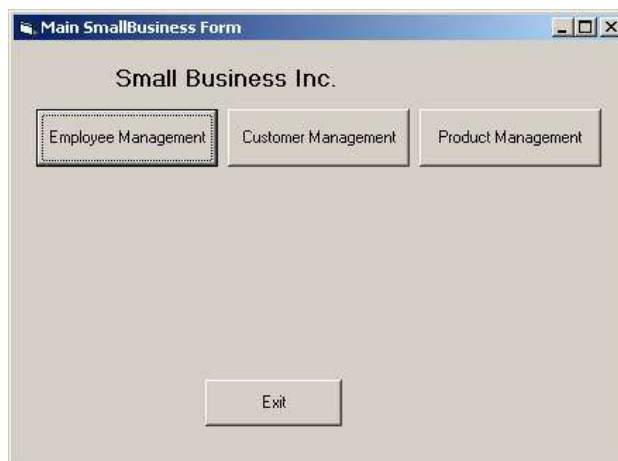 Main SmallBusiness Form
Small Business Inc.
Employee Management Customer Management Product Management
Exit